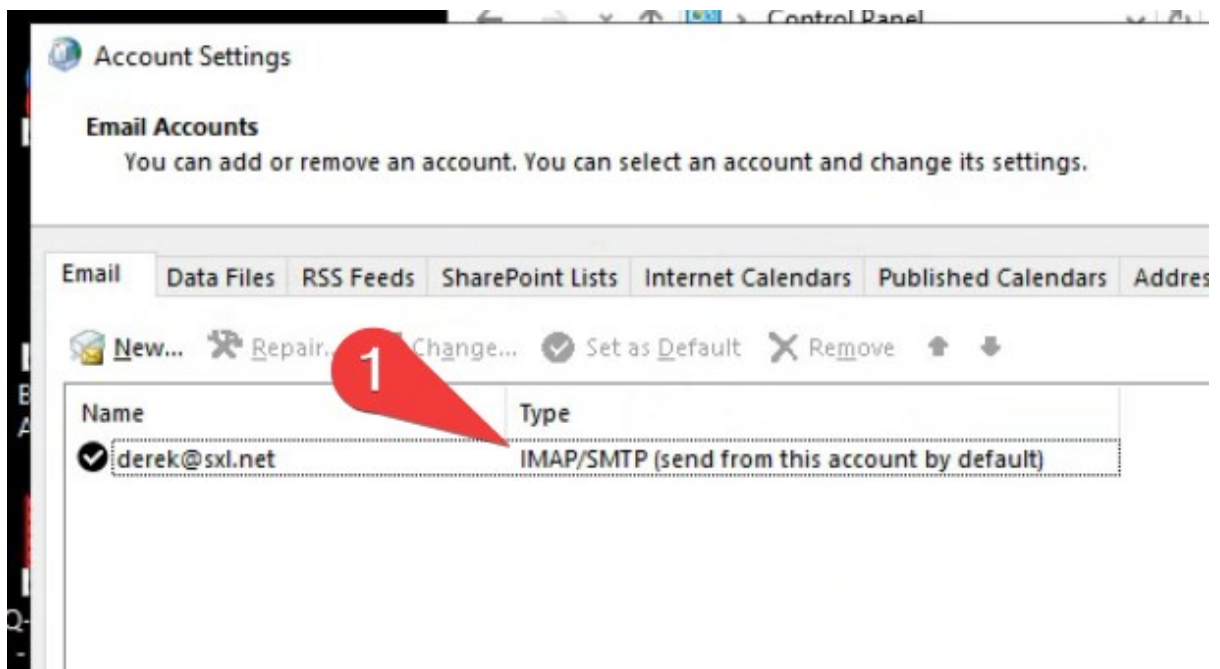 Control Panel
Account Settings
Email Accounts
You can add or remove an account. You can select an account and change its settings.
Email Data Files RSS Feeds SharePoint Lists Internet Calendars Published Calendars Addres
New... Repair... Change... Set as Default Remove
1
Name Type
derek@sxl.net IMAP/SMTP (send from this account by default)
B
A
Q-
-